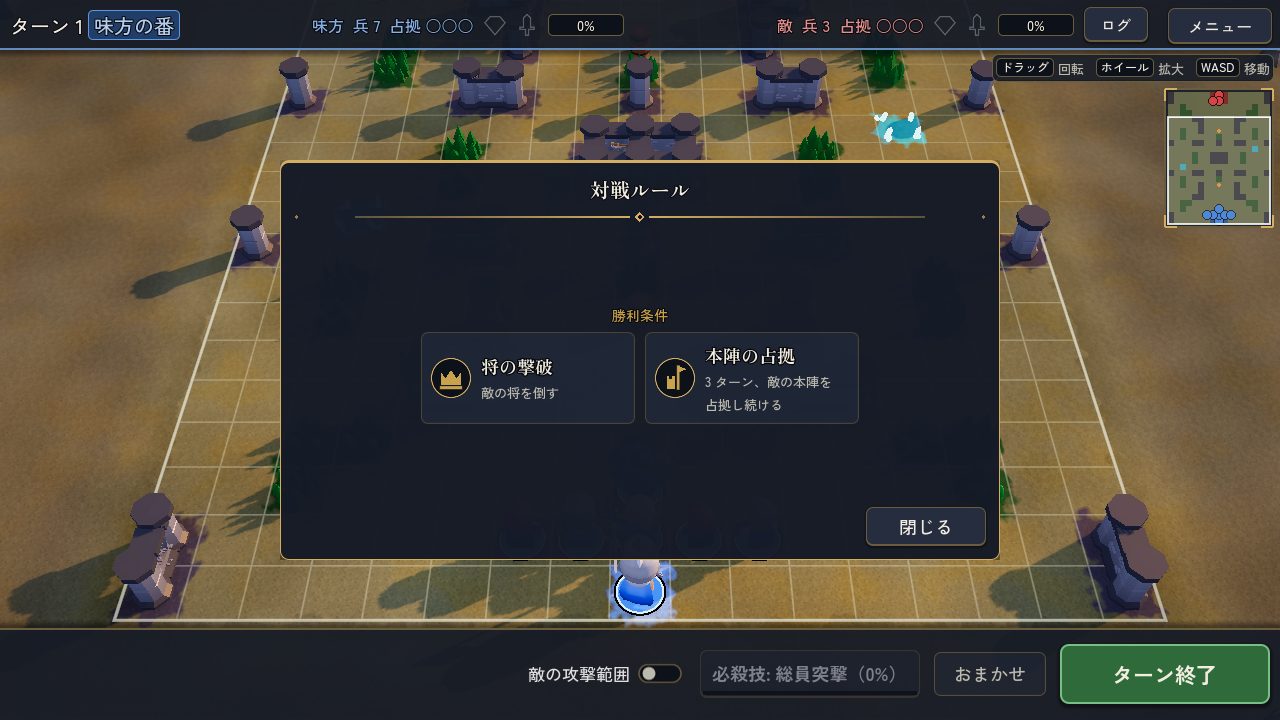 ターン 1 味方の番
味方 兵 7 占拠 〇〇〇 0%
敵 兵 3 占拠 〇〇〇 0%
ログ
メニュー
ドラッグ 回転 ホイール 拡大 WASD 移動
対戦ルール
勝利条件
将の撃破
敵の将を倒す
本陣の占拠
3 ターン、敵の本陣を
占拠し続ける
閉じる
敵の攻撃範囲
必殺技: 総員突撃（0%）
おまかせ
ターン終了